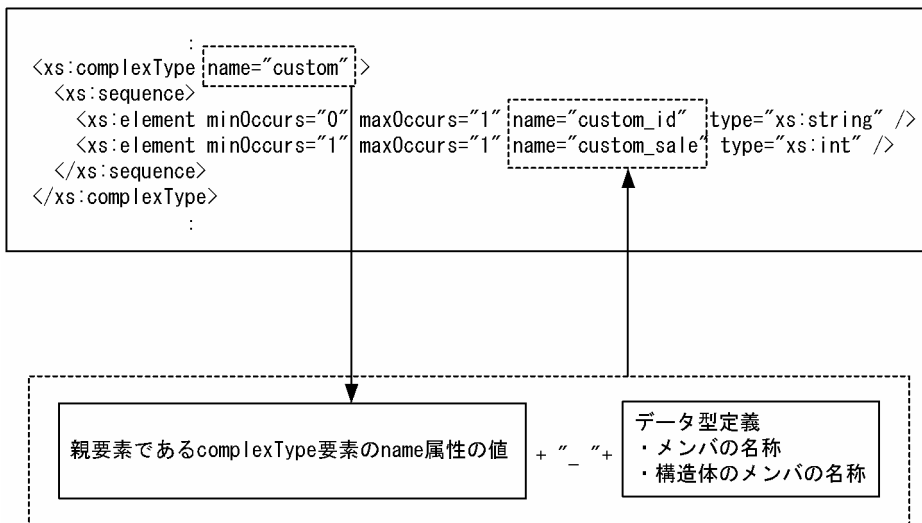 :
<xs:complexType name="custom" >
<xs:sequence>
<xs:element minOccurs="0" maxOccurs="1" name="custom_id" type="xs:string" />
<xs:element minOccurs="1" maxOccurs="1" name="custom_sale" type="xs:int" />
</xs:sequence>
</xs:complexType>
:
親要素であるcomplexType要素のname属性の値 + "_ "+
データ型定義
・メンバの名称
・構造体のメンバの名称